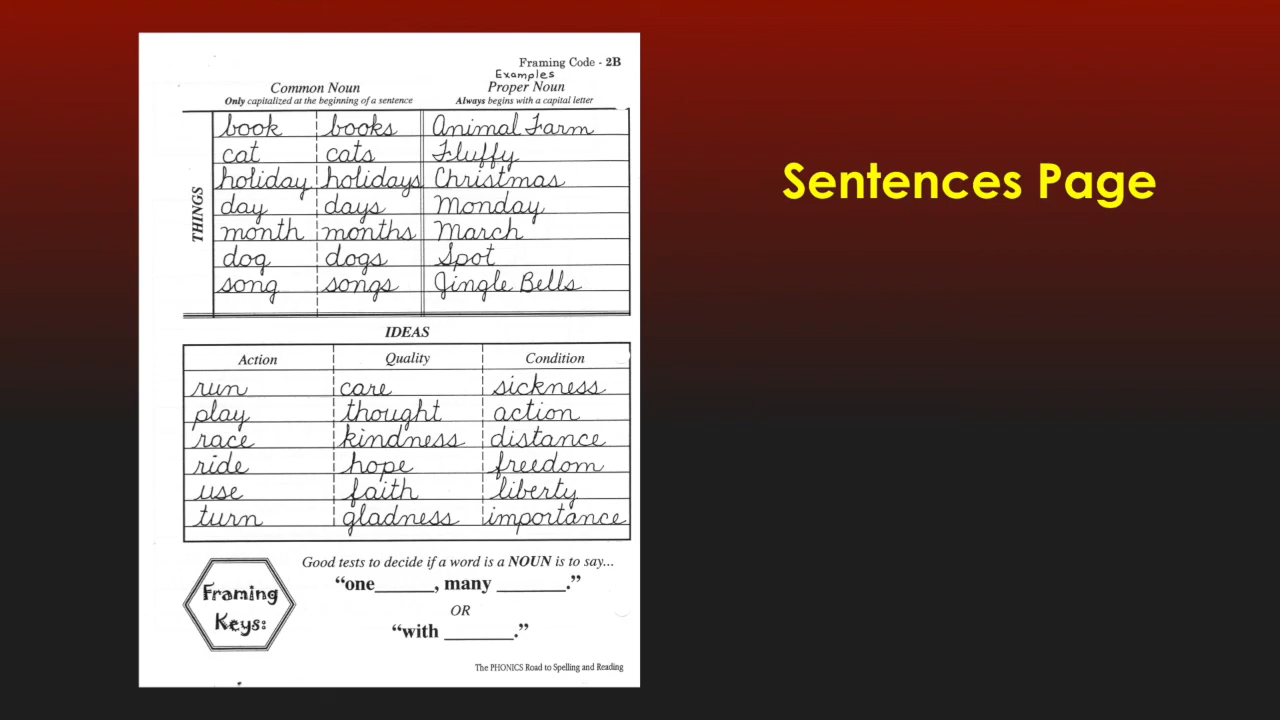 Framing Code - 2B
Examples
Common Noun Proper Noun
Only capitalized at the beginning of a sentence Always begins with a capital letter
THINGS
book books Animal Farm
cat cats Fluffy
holiday holidays Christmas
day days Monday
month months March
dog dogs Spot
song songs Jingle Bells
IDEAS
Action Quality Condition
run care sickness
play thought action
race kindness distance
ride hope freedom
use faith liberty
turn gladness importance
Good tests to decide if a word is a NOUN is to say...
“one______, many _______.”
OR
“with _______.”
Framing
Keys:
The PHONICS Road to Spelling and Reading
Sentences Page